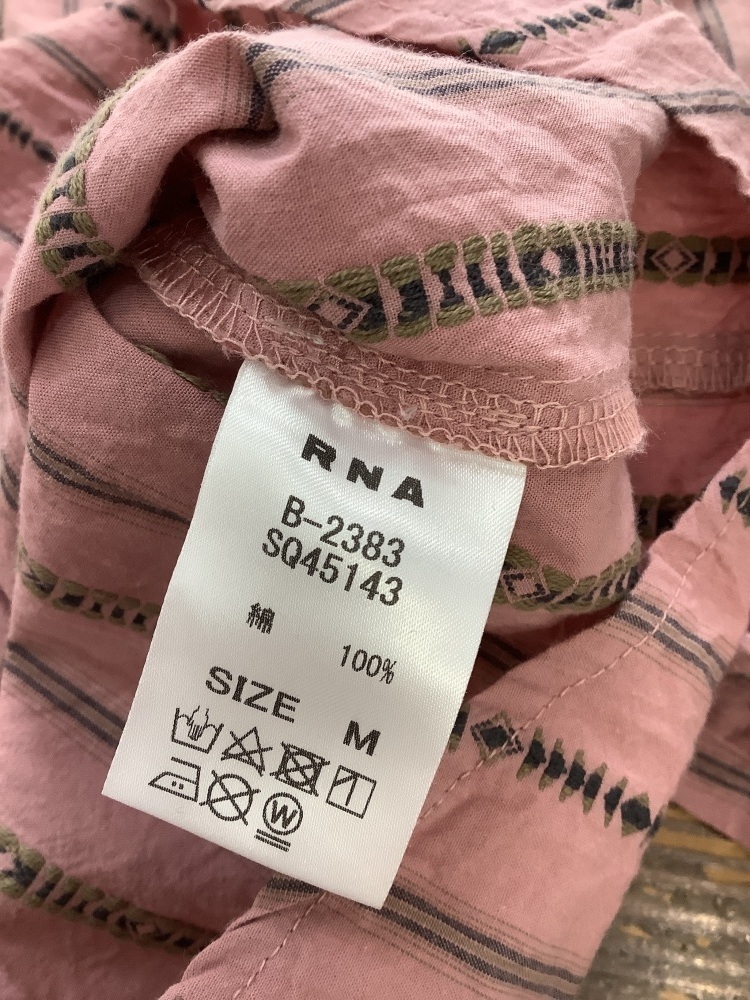 RNA
B-2383
SQ45143
綿 100%
SIZE M
W